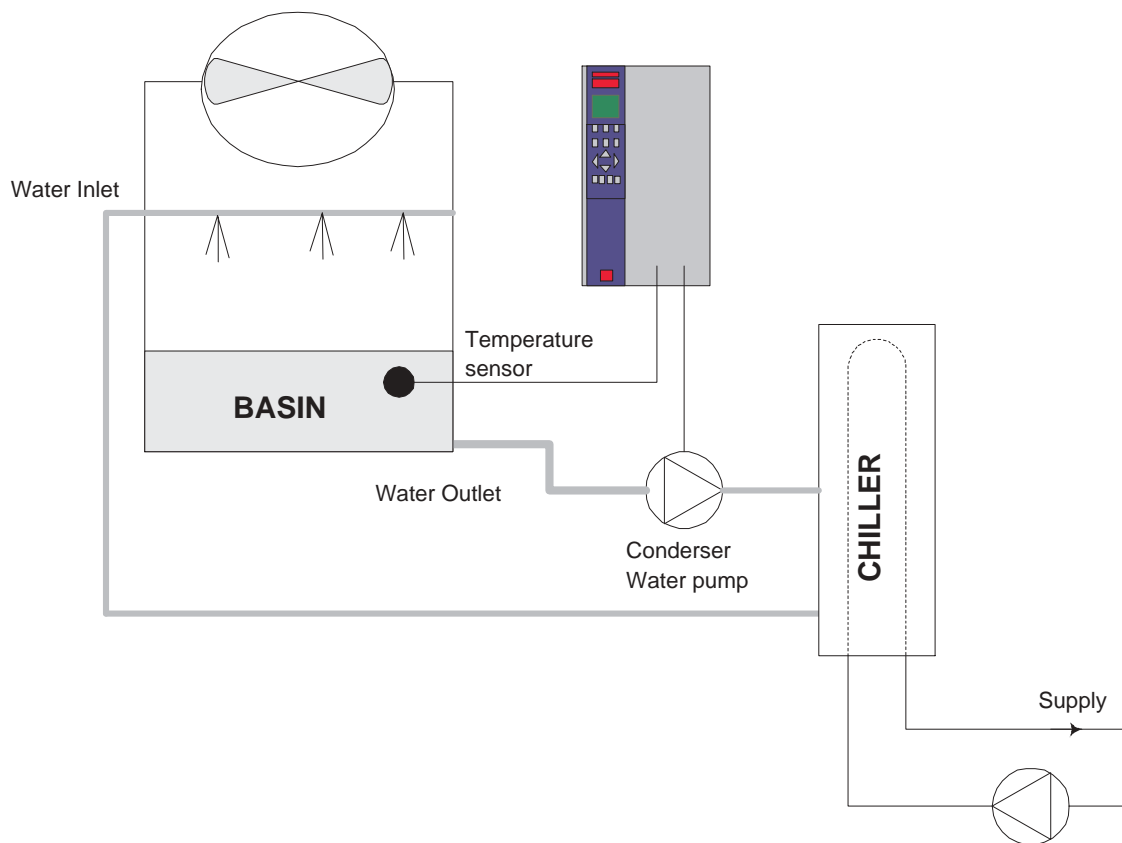 Water Inlet
Temperature
sensor
BASIN
Water Outlet
Conderser
Water pump
CHILLER
Supply